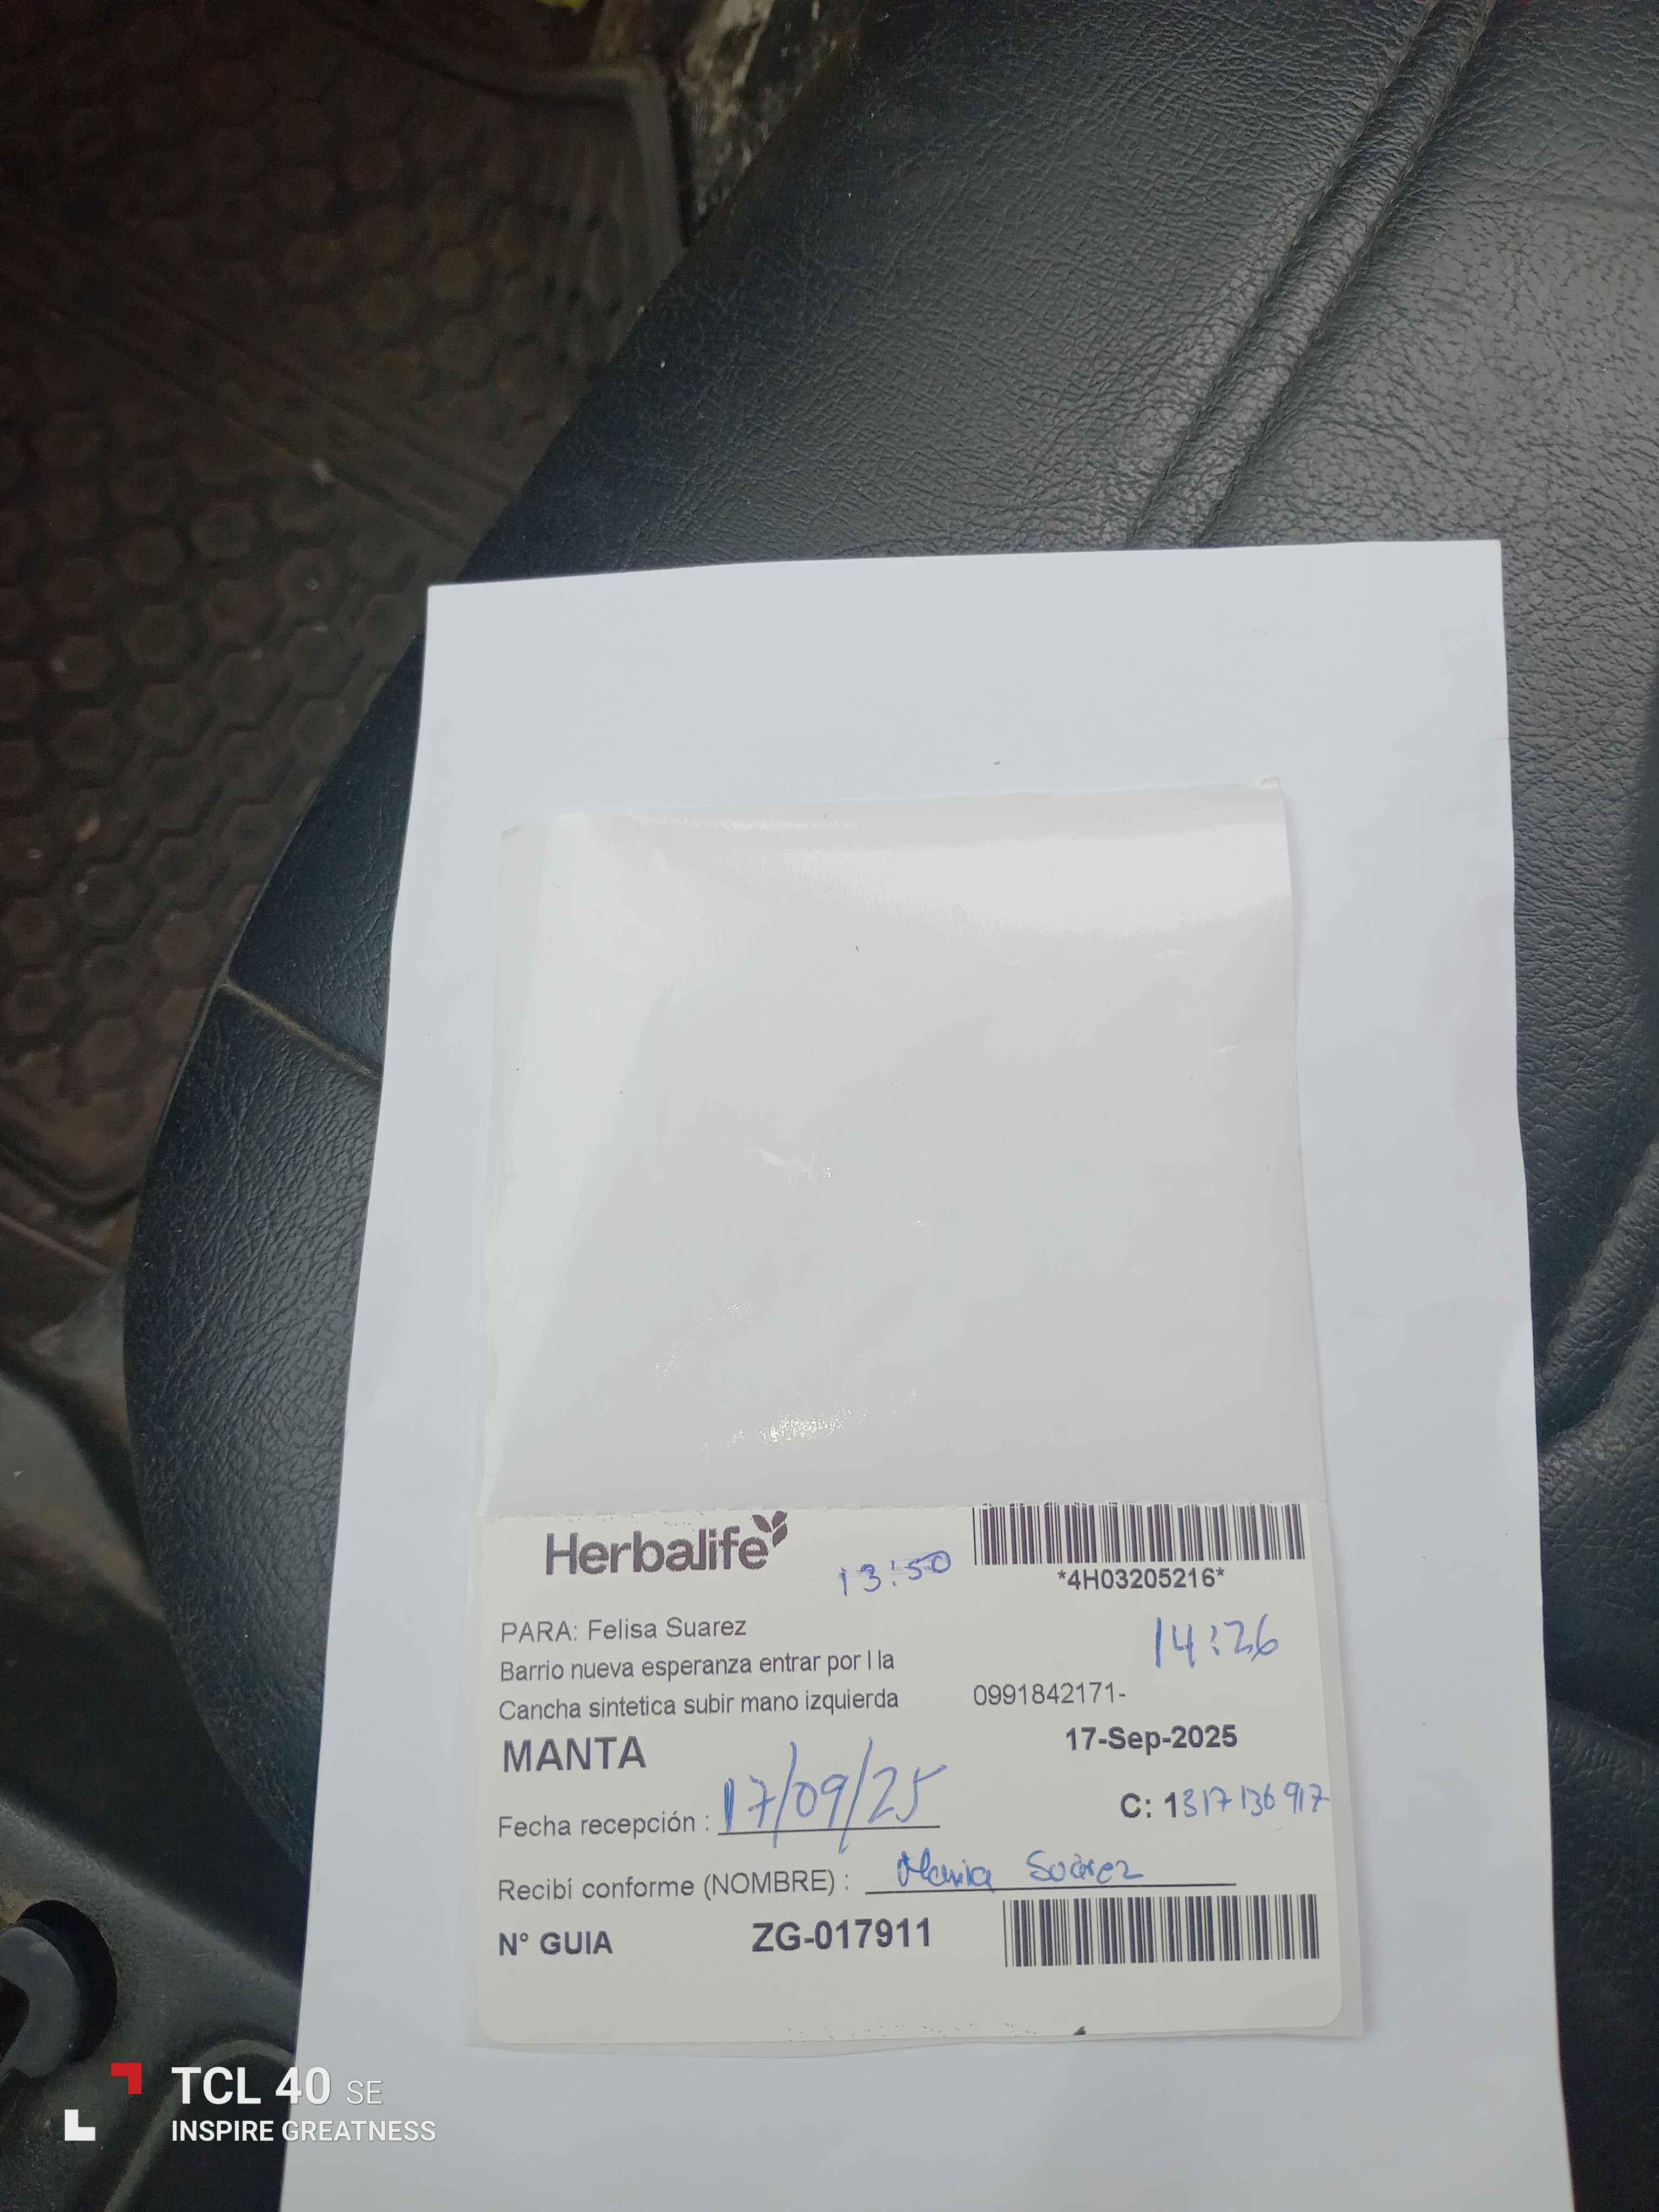 Herbalife
13:50
*4H03205216*
PARA: Felisa Suarez
14:26
Barrio nueva esperanza entrar por l la
Cancha sintetica subir mano izquierda 0991842171-
MANTA 17-Sep-2025
Fecha recepción : 17/09/25 C: 1317136917
Recibí conforme (NOMBRE) : Maria Suárez
N° GUIA ZG-017911
TCL 40 SE
INSPIRE GREATNESS